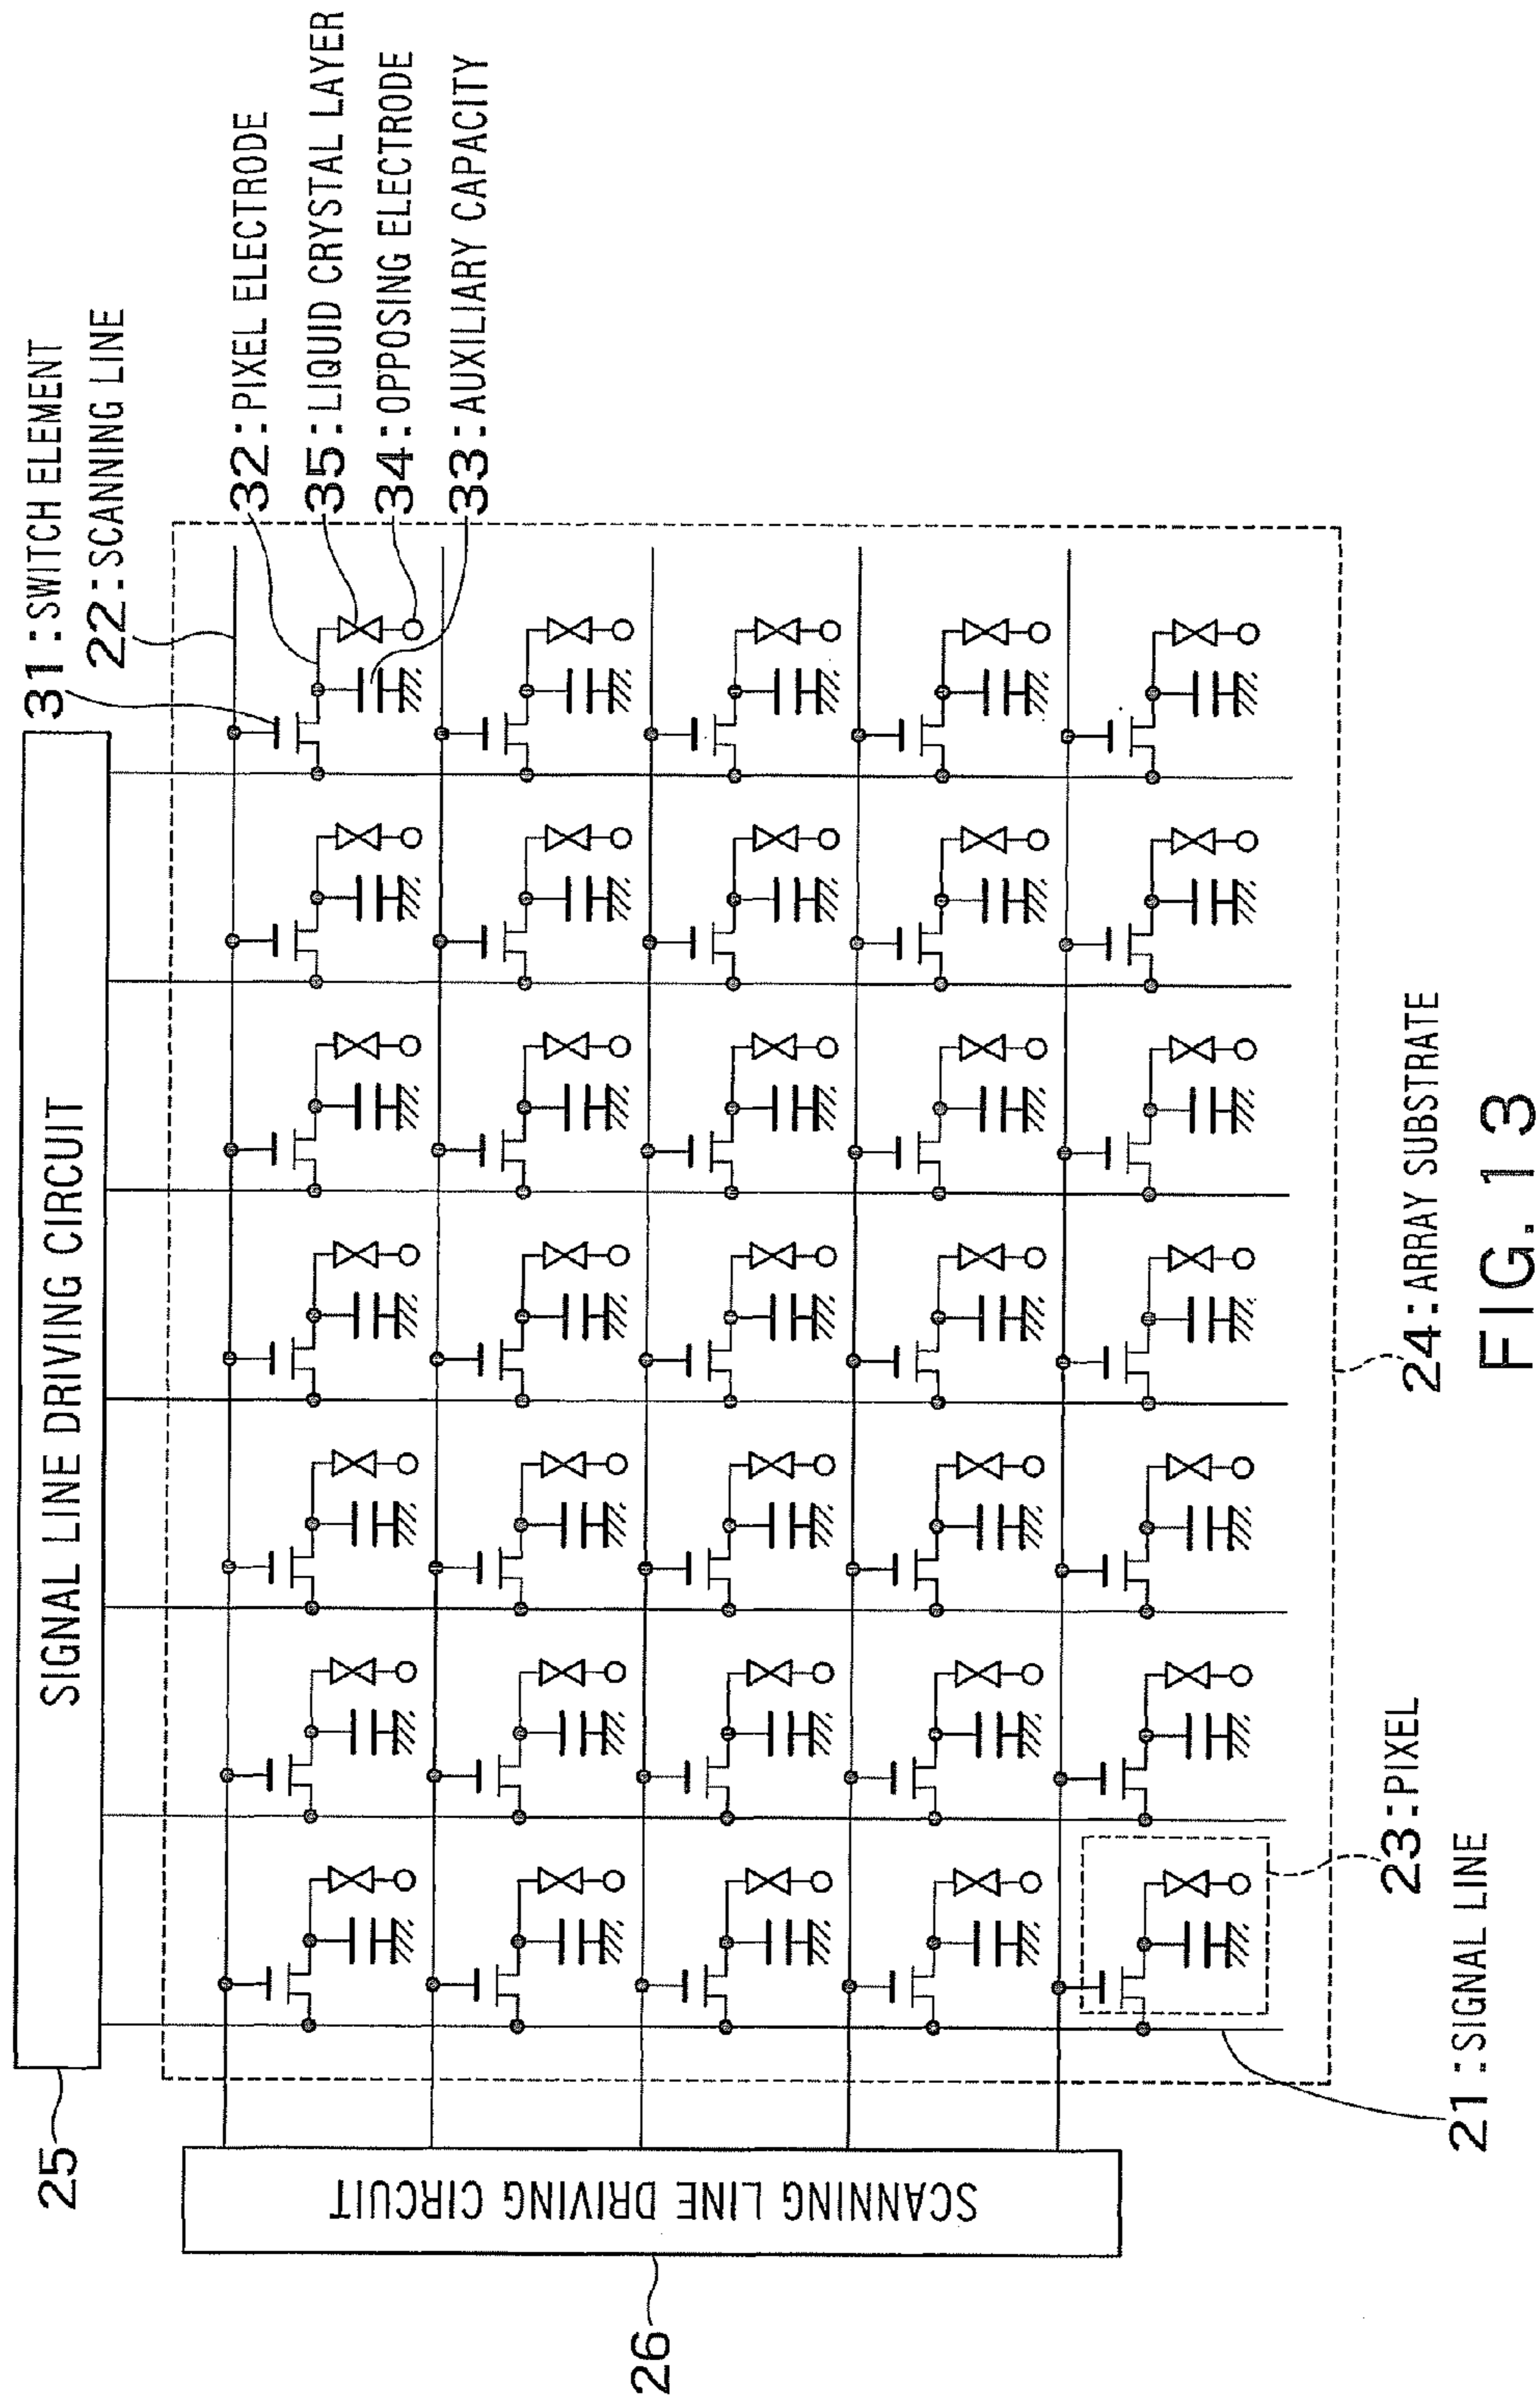 25
SIGNAL LINE DRIVING CIRCUIT
31 : SWITCH ELEMENT
22 : SCANNING LINE
32 : PIXEL ELECTRODE
35 : LIQUID CRYSTAL LAYER
34 : OPPOSING ELECTRODE
33 : AUXILIARY CAPACITY
26
SCANNING LINE DRIVING CIRCUIT
23 : PIXEL
24 : ARRAY SUBSTRATE
21 : SIGNAL LINE
FIG. 13